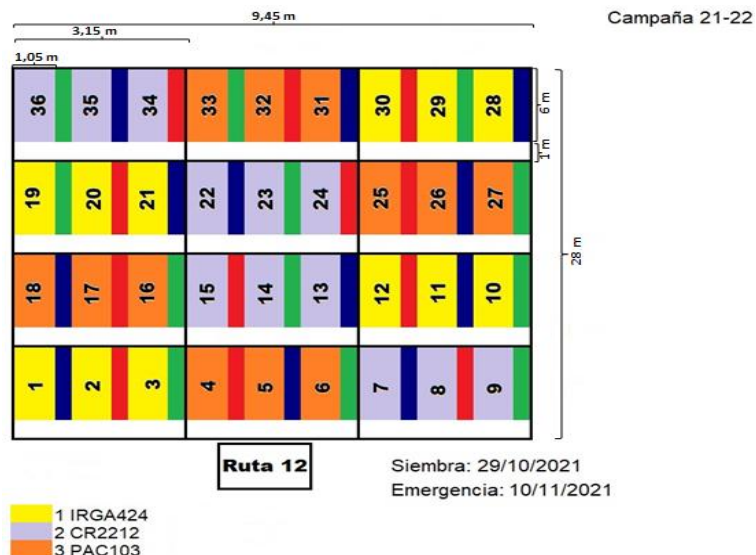 9,45 m
Campaña 21-22
3,15 m
1,05 m
36 35 34 33 32 31 30 29 28
6 m
1 m
19 20 21 22 23 24 25 26 27
28 m
18 17 16 15 14 13 12 11 10
1 2 3 4 5 6 7 8 9
Ruta 12
Siembra: 29/10/2021
Emergencia: 10/11/2021
1 IRGA424
2 CR2212
3 PAC103